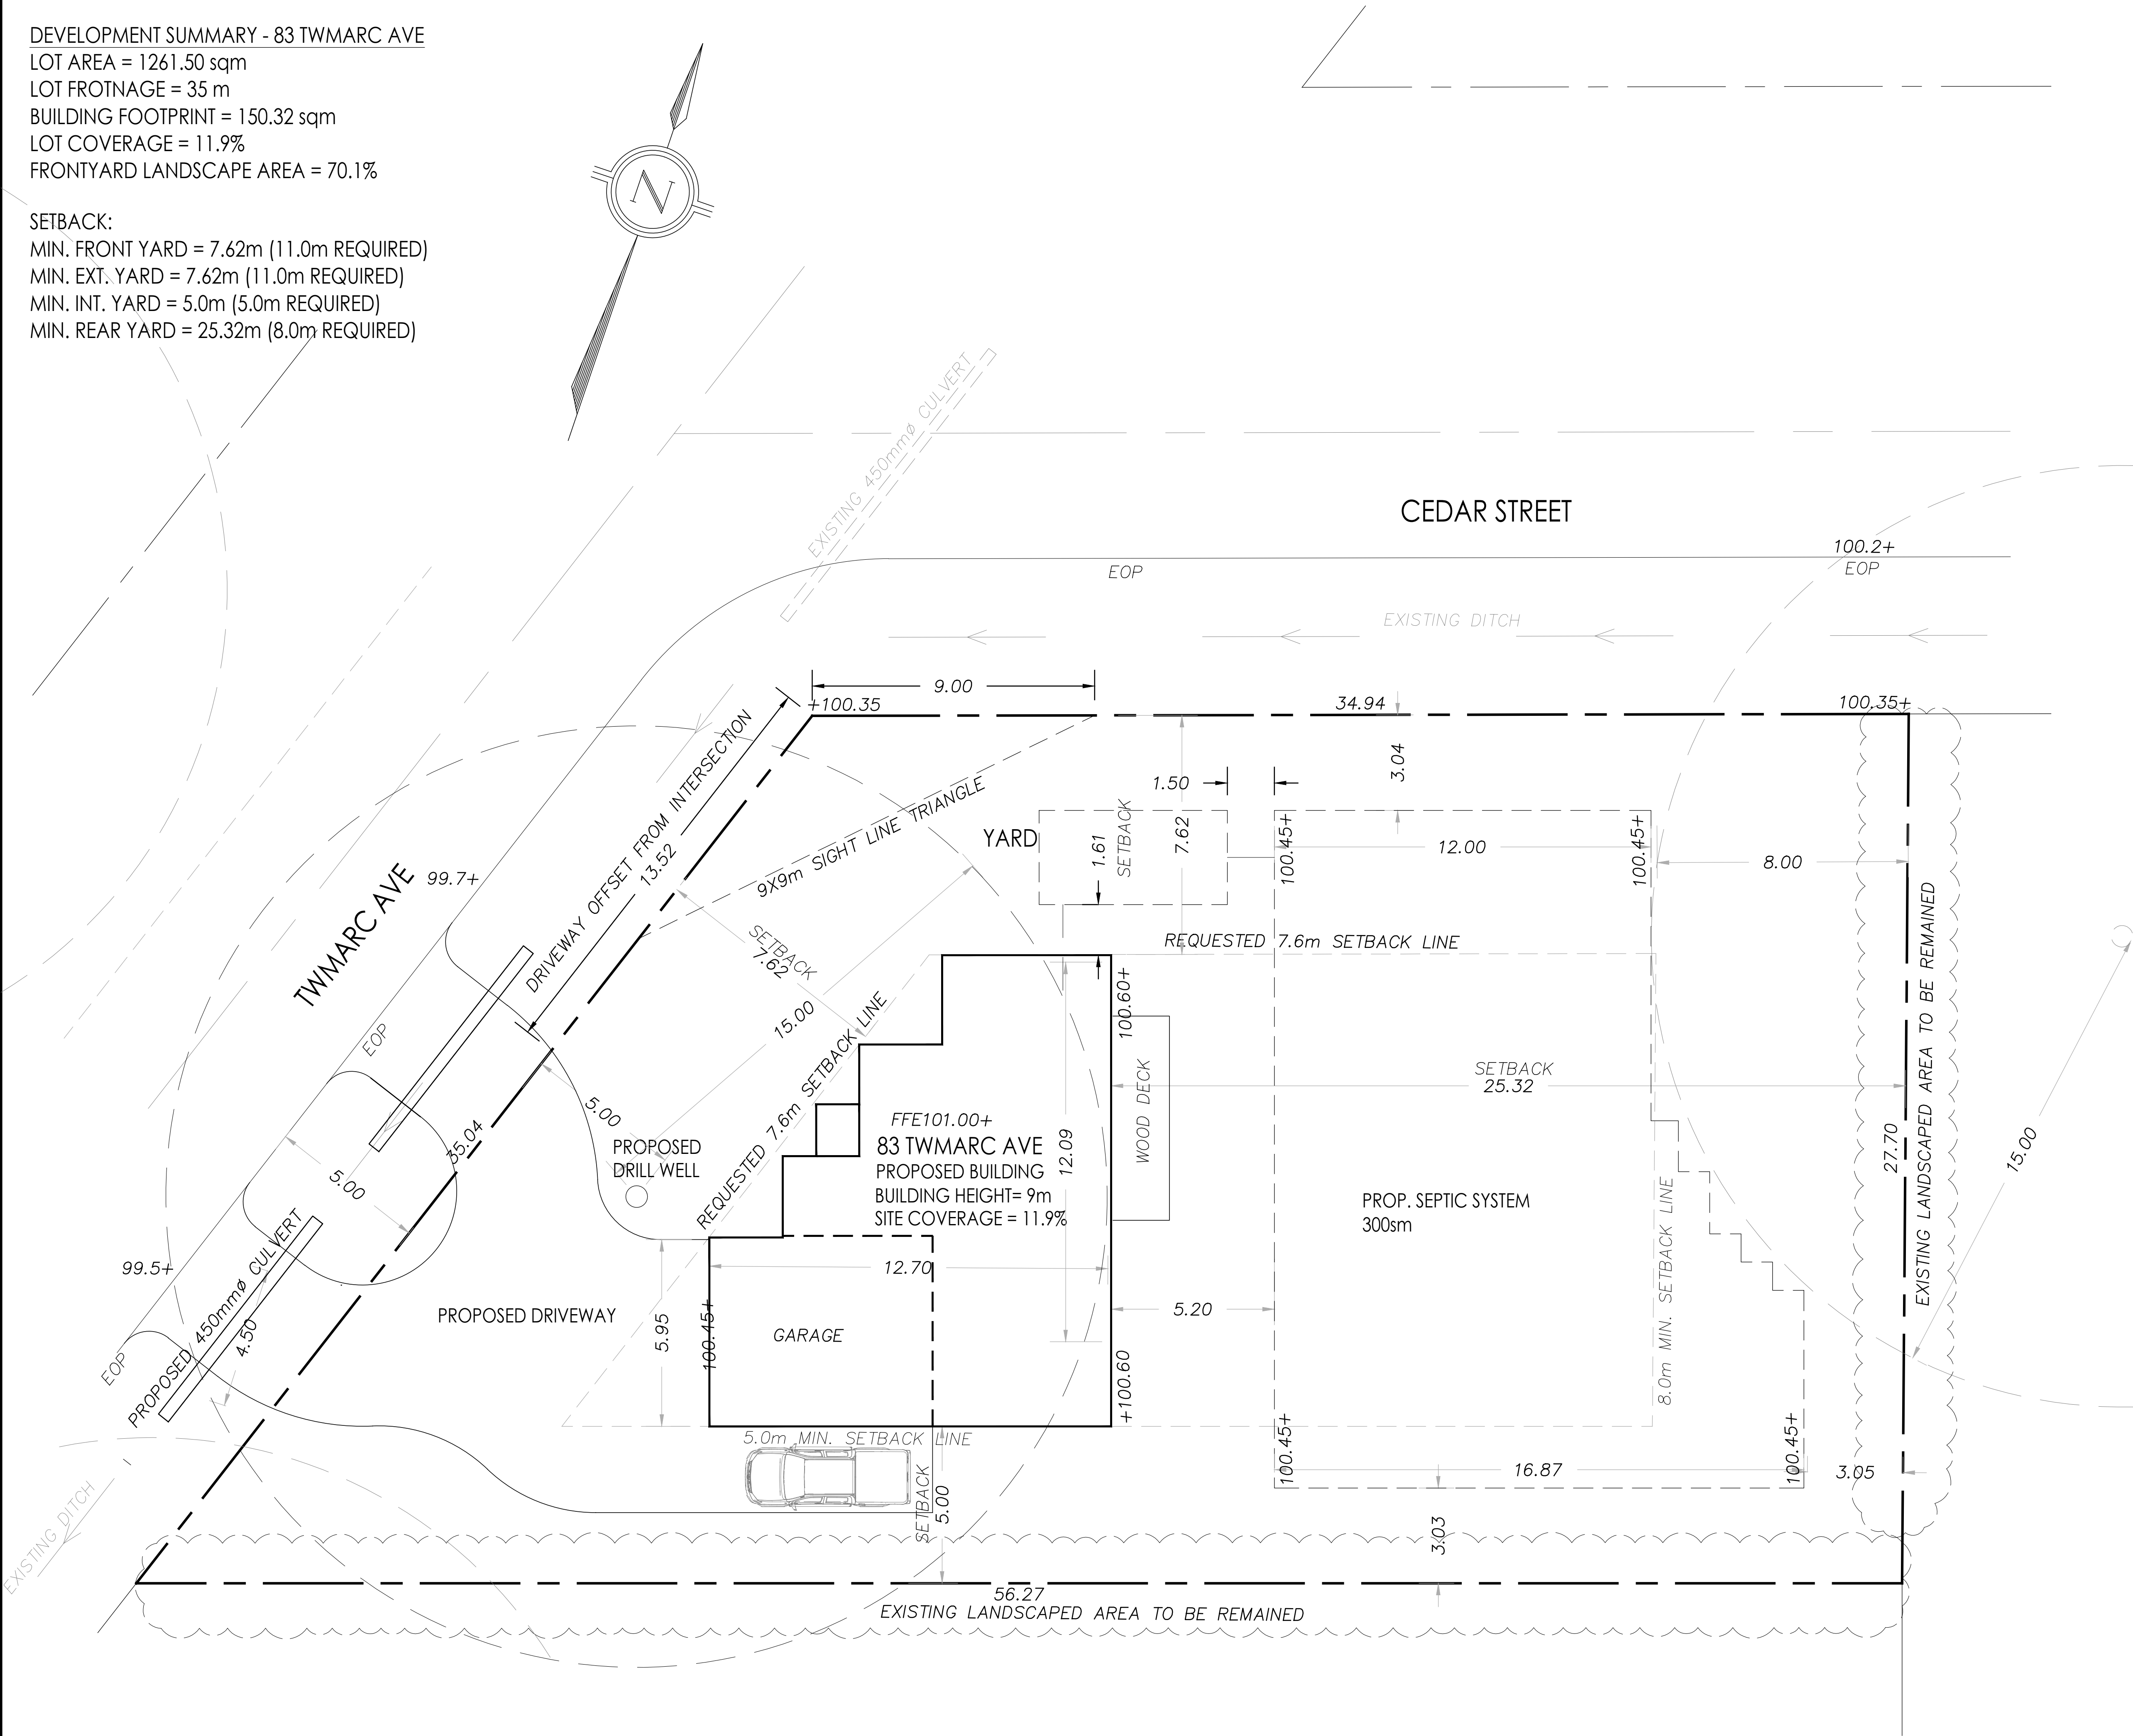 DEVELOPMENT SUMMARY - 83 TWMARC AVE
LOT AREA = 1261.50 sqm
LOT FROTNAGE = 35 m
BUILDING FOOTPRINT = 150.32 sqm
LOT COVERAGE = 11.9%
FRONTYARD LANDSCAPE AREA = 70.1%
SETBACK:
MIN. FRONT YARD = 7.62m (11.0m REQUIRED)
MIN. EXT. YARD = 7.62m (11.0m REQUIRED)
MIN. INT. YARD = 5.0m (5.0m REQUIRED)
MIN. REAR YARD = 25.32m (8.0m REQUIRED)
N
EXISTING 450mmø CULVERT
CEDAR STREET
100.2+
EOP
EOP
EXISTING DITCH
9.00
+100.35
34.94
100.35+
3.04
1.50
DRIVEWAY OFFSET FROM INTERSECTION
13.52
9X9m SIGHT LINE TRIANGLE
YARD
1.61
SETBACK
7.62
100.45+
12.00
100.45+
8.00
TWMARC AVE
99.7+
SETBACK
7.62
REQUESTED 7.6m SETBACK LINE
EXISTING LANDSCAPED AREA TO BE REMAINED
15.00
100.60+
EOP
REQUESTED 7.6m SETBACK LINE
SETBACK
25.32
WOOD DECK
5.00
FFE101.00+
83 TWMARC AVE
PROPOSED BUILDING
BUILDING HEIGHT= 9m
SITE COVERAGE = 11.9%
12.09
35.04
PROPOSED
DRILL WELL
27.70
15.00
5.00
PROP. SEPTIC SYSTEM
300sm
8.0m MIN. SETBACK LINE
99.5+
PROPOSED 450mmø CULVERT
4.50
12.70
PROPOSED DRIVEWAY
5.95
100.45+
GARAGE
5.20
EOP
+100.60
5.0m MIN. SETBACK LINE
100.45+
16.87
100.45+
3.05
SETBACK
5.00
3.03
EXISTING DITCH
56.27
EXISTING LANDSCAPED AREA TO BE REMAINED